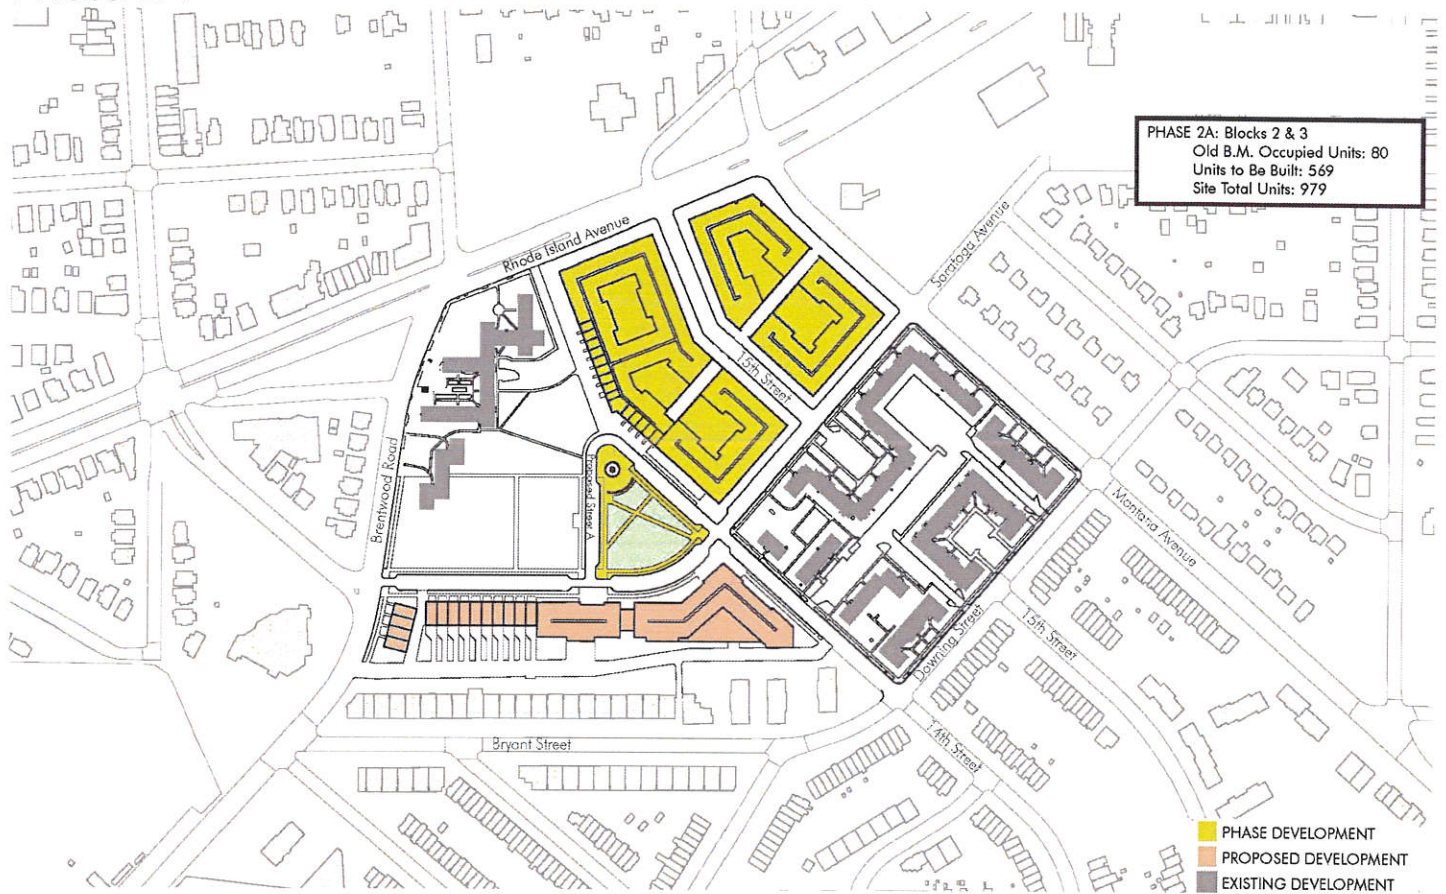 PHASE 2A: Blocks 2 & 3
Old B.M. Occupied Units: 80
Units to Be Built: 569
Site Total Units: 979
Rhode Island Avenue
Saratoga Avenue
15th Street
Brentwood Road
Proposed Street A
Montana Avenue
15th Street
Downing Street
14th Street
Bryant Street
PHASE DEVELOPMENT
PROPOSED DEVELOPMENT
EXISTING DEVELOPMENT